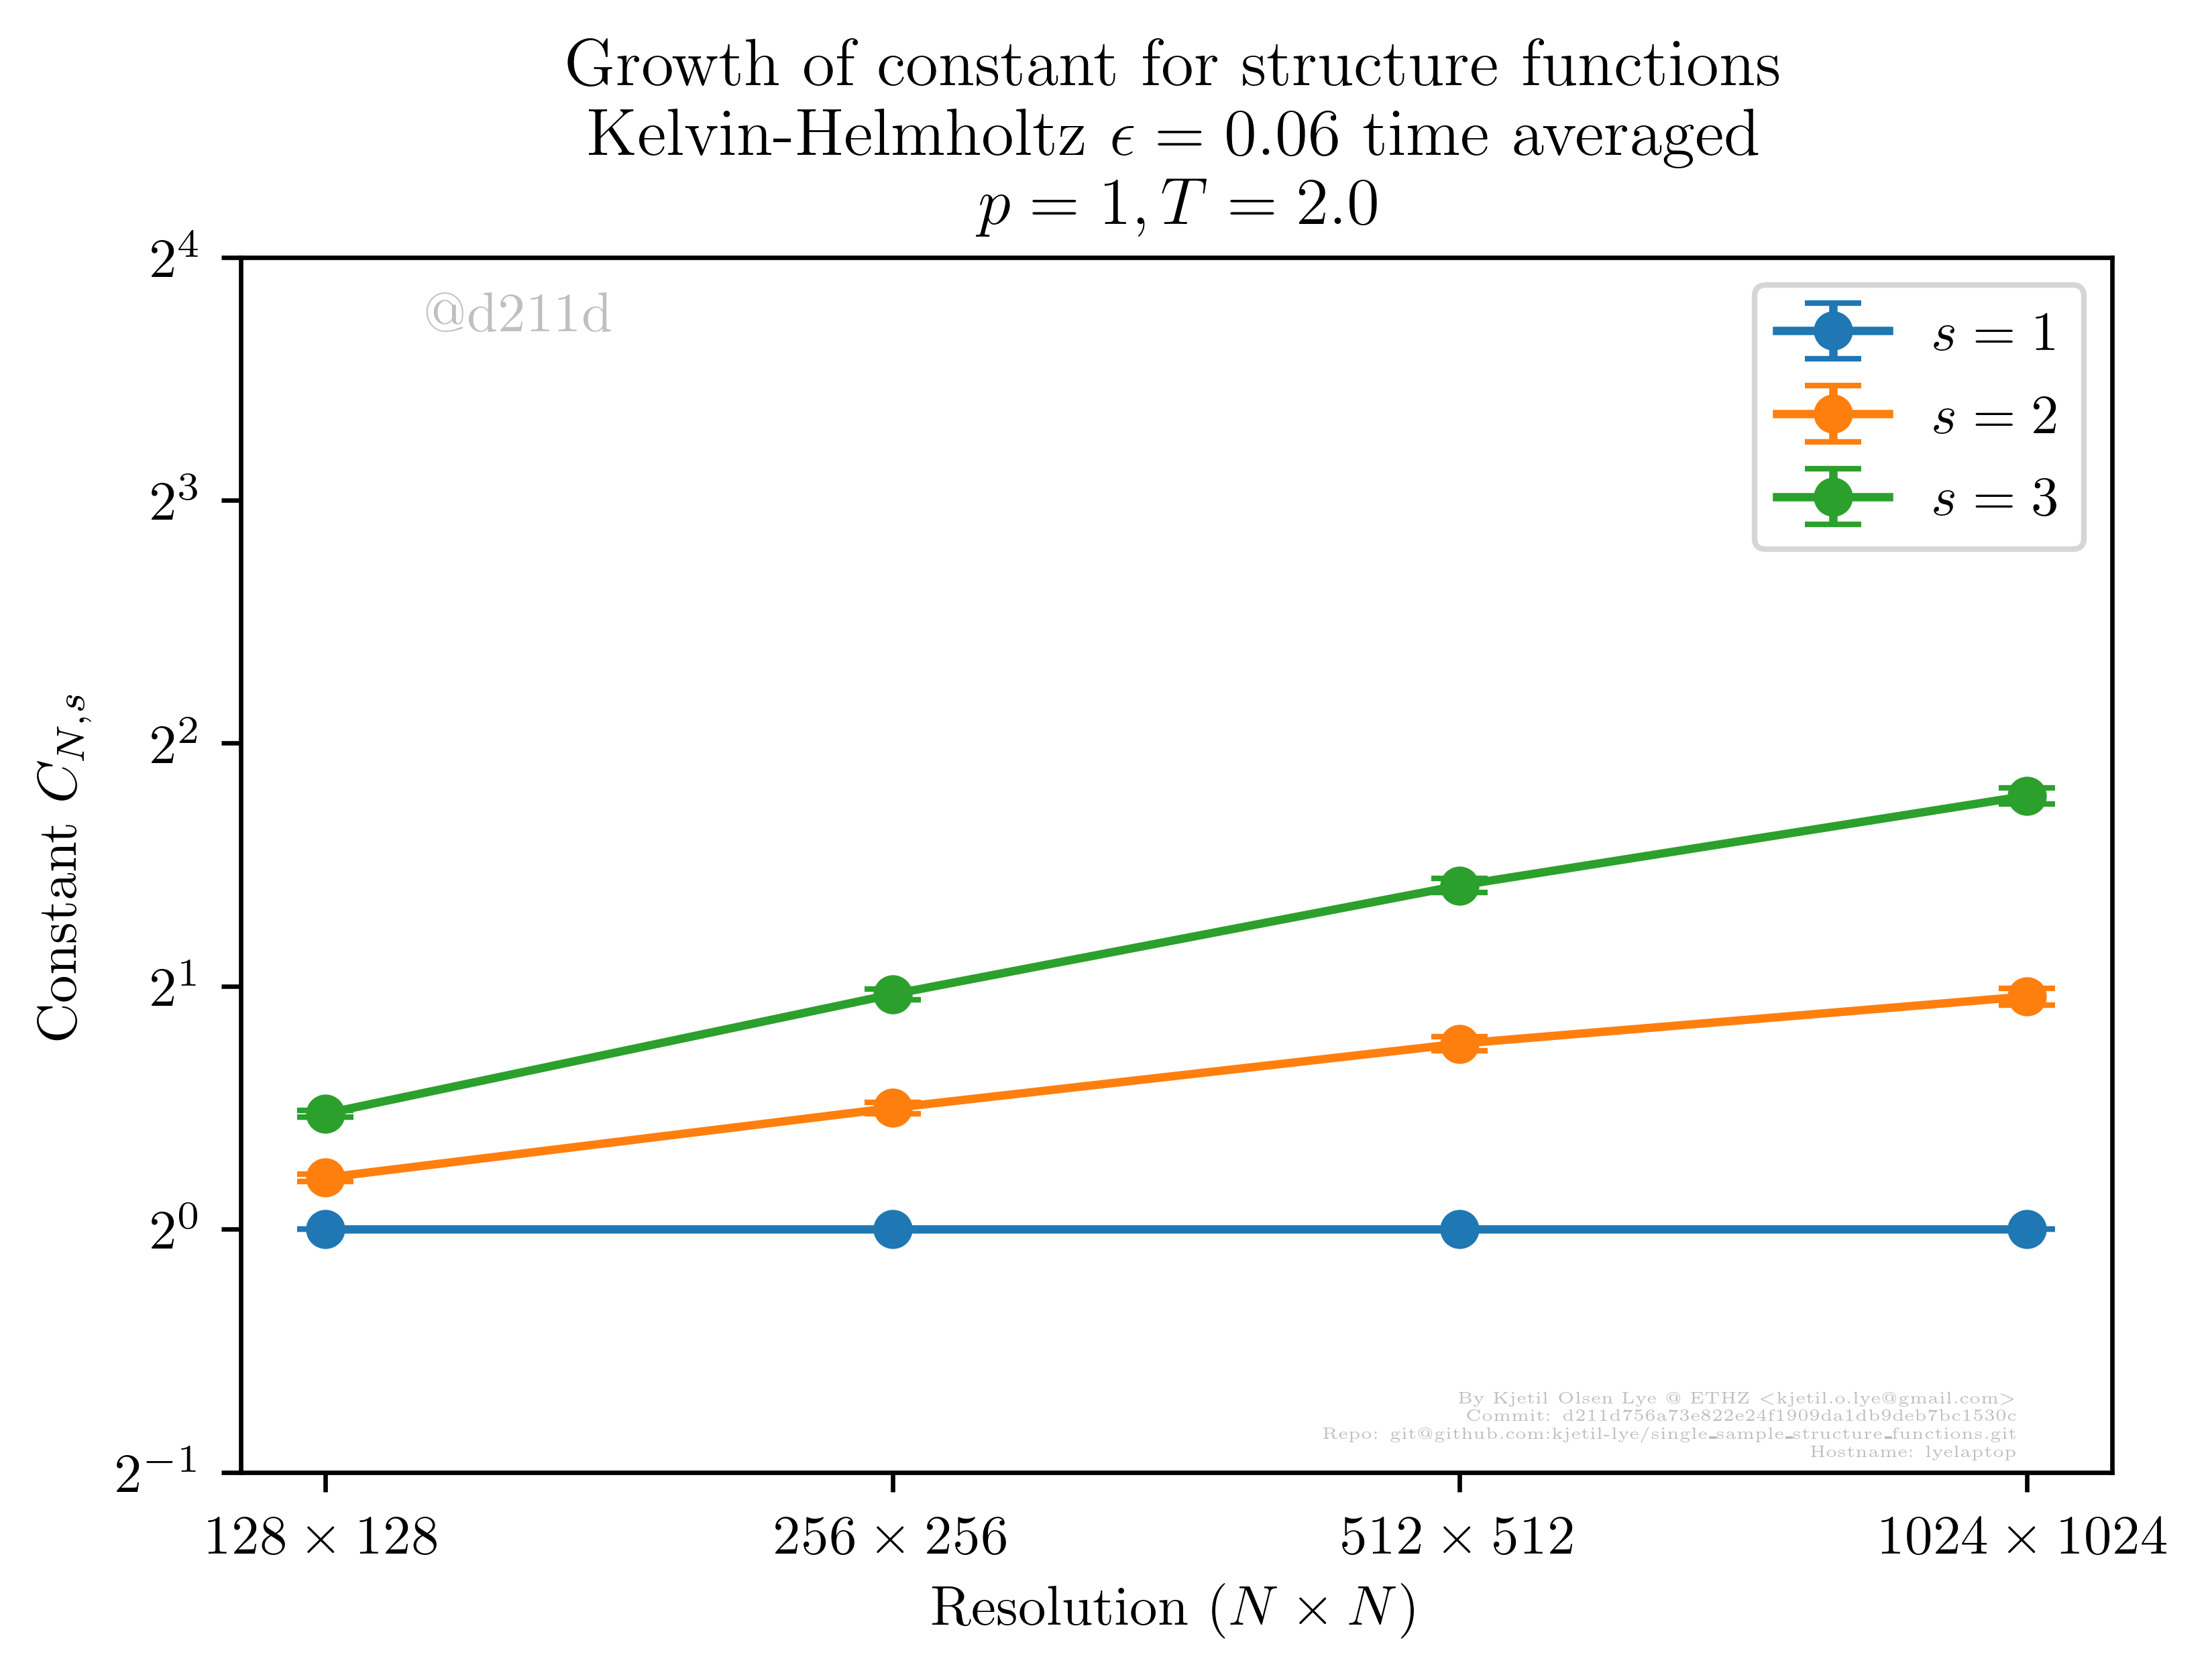 Growth of constant for structure functions
Kelvin-Helmholtz ϵ = 0.06 time averaged
p = 1, T = 2.0
@d211d
s = 1
s = 2
s = 3
2⁴
2³
2²
2¹
2⁰
2⁻¹
Constant C_{N,s}
By Kjetil Olsen Lye @ ETHZ <kjetil.o.lye@gmail.com>
Commit: d211d756a73e822e24f1909da1db9deb7bc1530c
Repo: git@github.com:kjetil-lye/single_sample_structure_functions.git
Hostname: lyelaptop
128 × 128 256 × 256 512 × 512 1024 × 1024
Resolution (N × N)